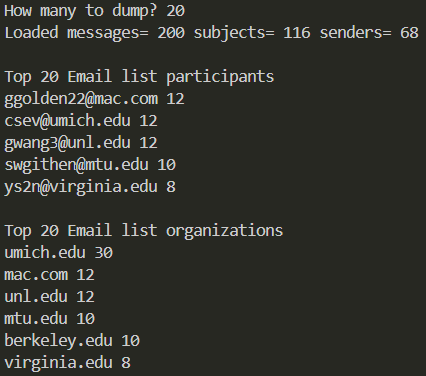 How many to dump? 20
Loaded messages= 200 subjects= 116 senders= 68
Top 20 Email list participants
ggolden22@mac.com 12
csev@umich.edu 12
gwang3@unl.edu 12
swgithen@mtu.edu 10
ys2n@virginia.edu 8
Top 20 Email list organizations
umich.edu 30
mac.com 12
unl.edu 12
mtu.edu 10
berkeley.edu 10
virginia.edu 8